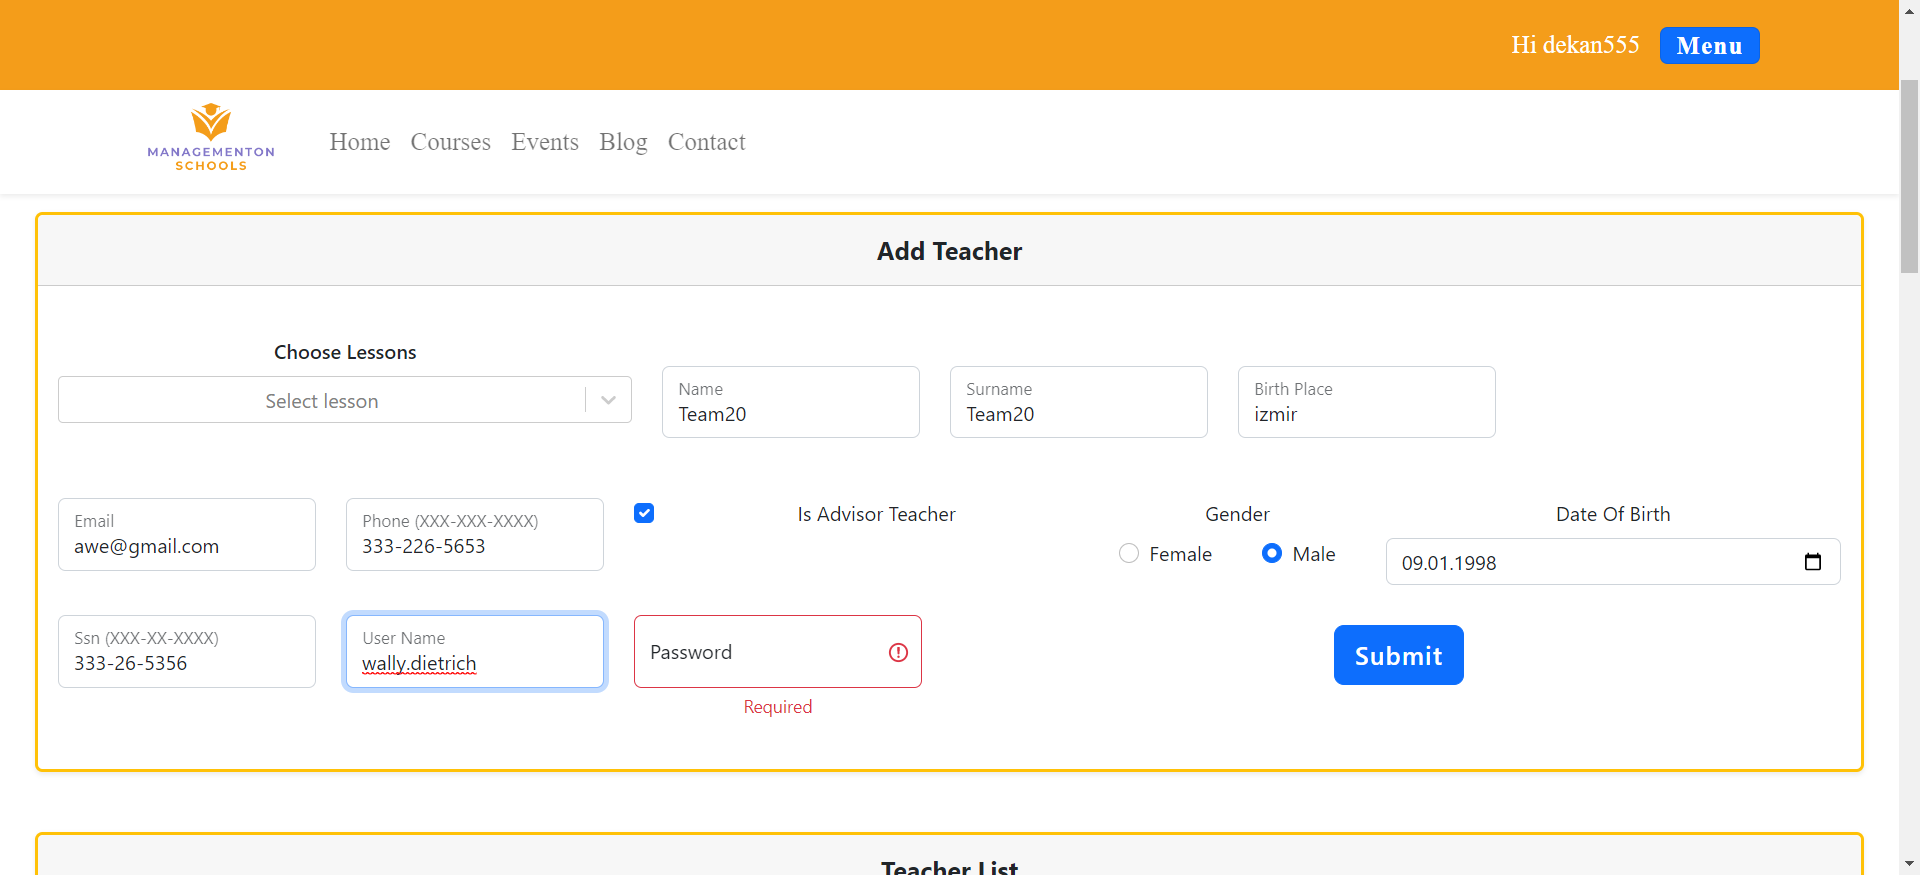 Hi dekan555 Menu
MANAGEMENTON
SCHOOLS
Home Courses Events Blog Contact
Add Teacher
Choose Lessons
Select lesson
Name
Team20
Surname
Team20
Birth Place
izmir
Email
awe@gmail.com
Phone (XXX-XXX-XXXX)
333-226-5653
Is Advisor Teacher
Gender
Female Male
Date Of Birth
09.01.1998
Ssn (XXX-XX-XXXX)
333-26-5356
User Name
wally.dietrich
Password
Required
Submit
Teacher List